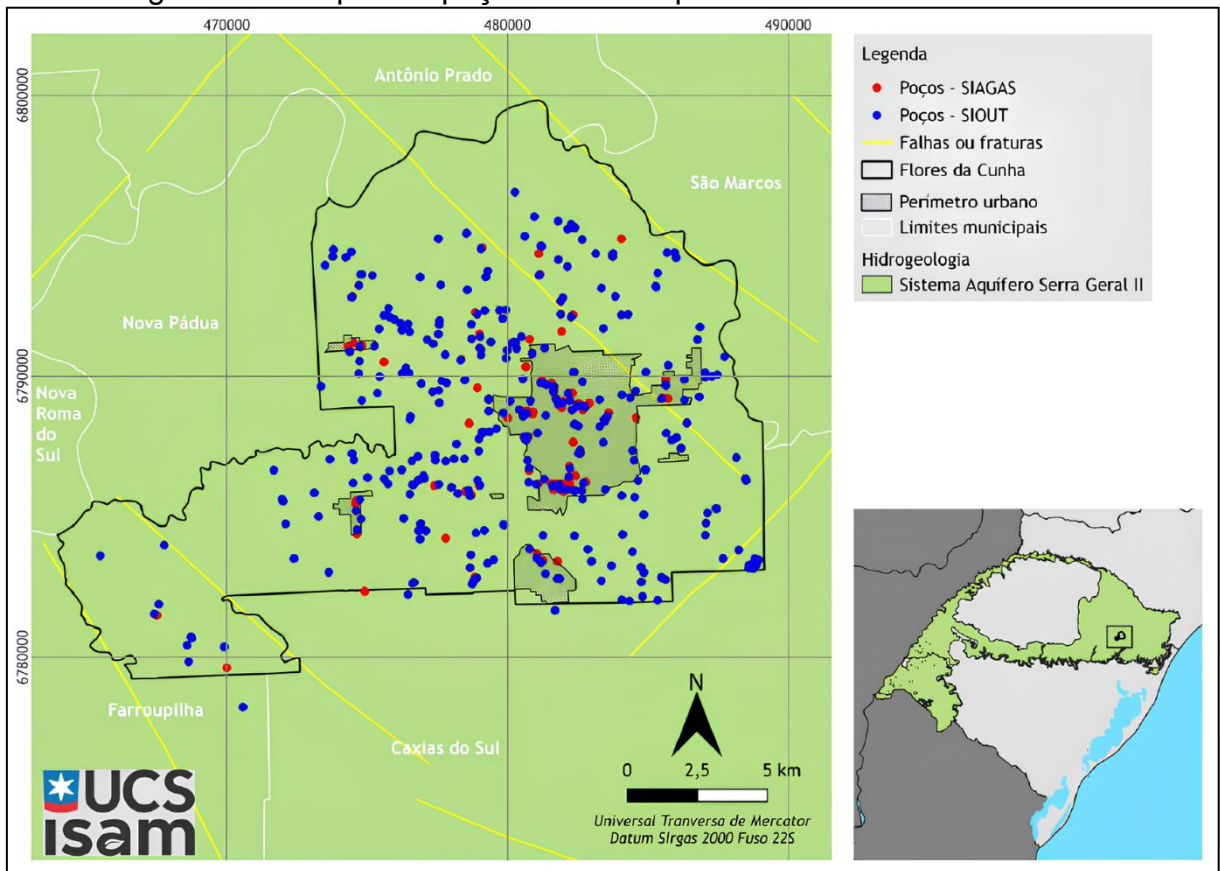 470000
480000
490000
6800000
6790000
6780000
Antônio Prado
São Marcos
Nova Pádua
Nova
Roma
do
Sul
Farroupilha
Caxias do Sul
UCS
isam
N
0 2,5 5 km
Universal Tranversa de Mercator
Datum SIrgas 2000 Fuso 22S
Legenda
Poços - SIAGAS
Poços - SIOUT
Falhas ou fraturas
Flores da Cunha
Perímetro urbano
Limites municipais
Hidrogeologia
Sistema Aquífero Serra Geral II